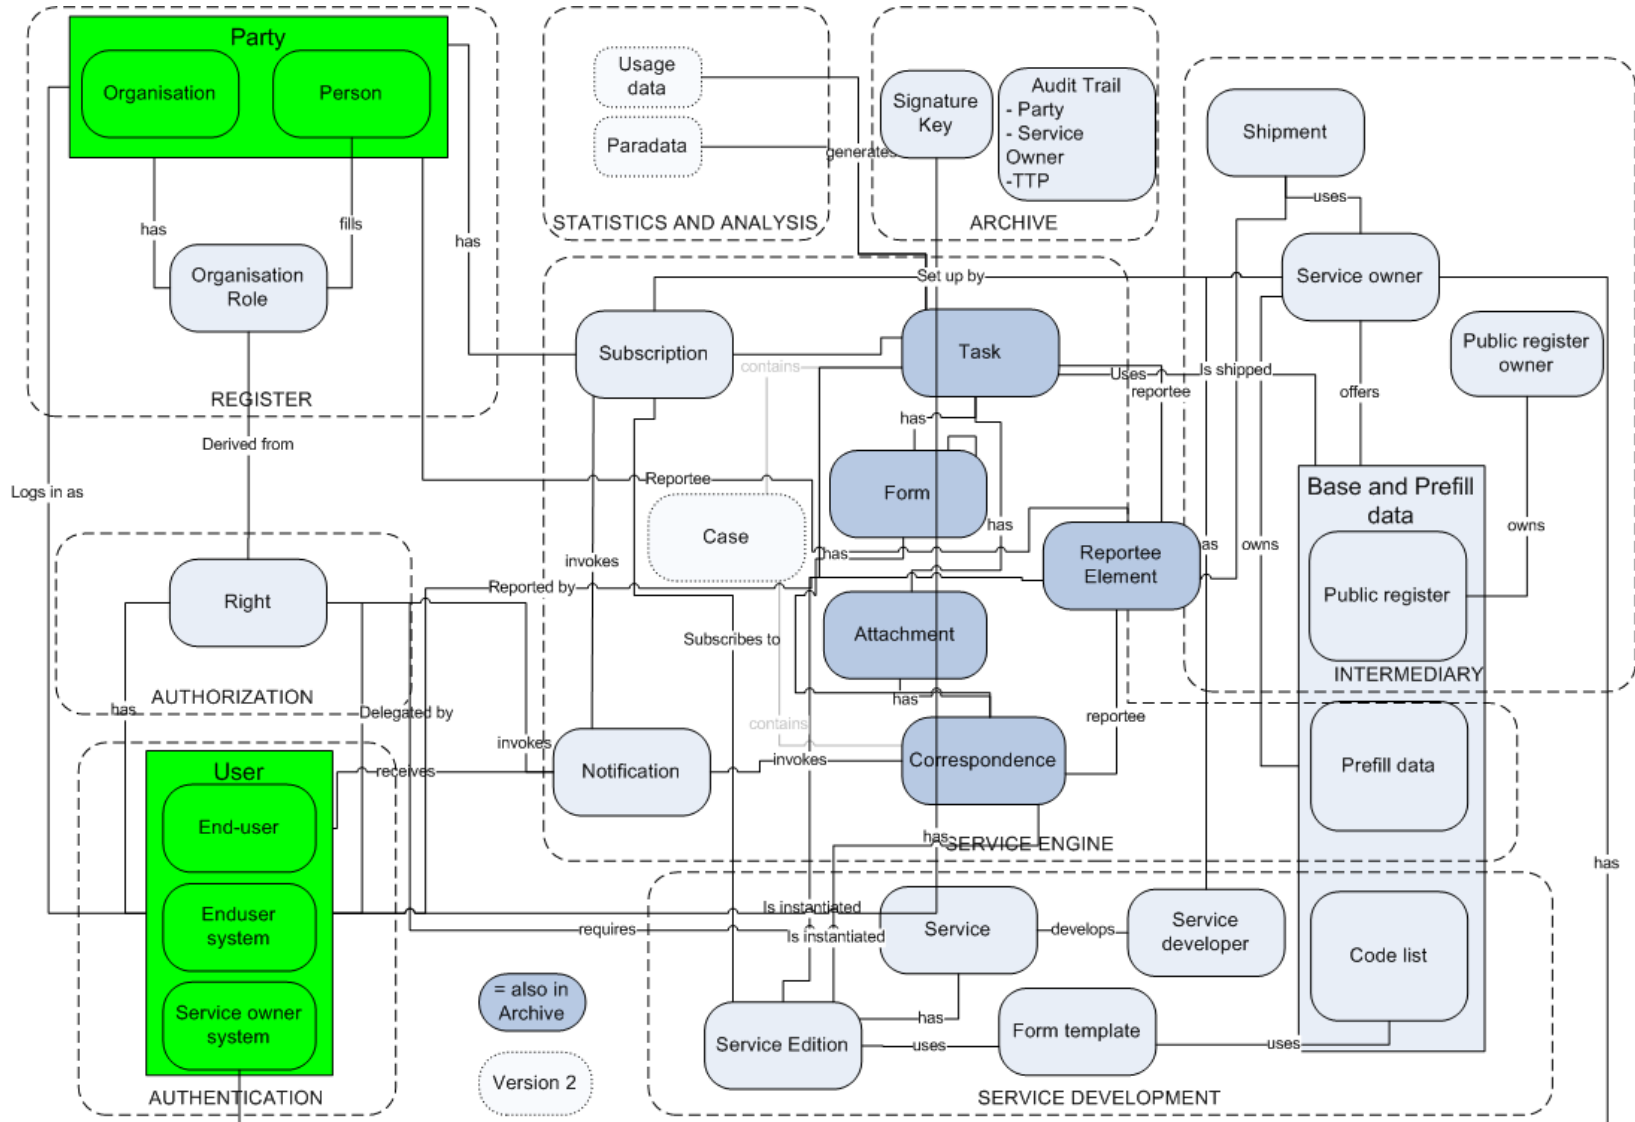 Party
Organisation
Person
has
fills
has
Organisation
Role
REGISTER
Derived from
Logs in as
Usage
data
Paradata
generates
STATISTICS AND ANALYSIS
Signature
Key
Audit Trail
- Party
- Service
Owner
-TTP
ARCHIVE
Shipment
uses
Service owner
Public register
owner
Set up by
Subscription
Task
contains
Uses
reportee
Is shipped
offers
has
Reportee
Form
has
Case
has
invokes
Reported by
Reportee
Element
as
owns
owns
Base and Prefill
data
Public register
INTERMEDIARY
Right
AUTHORIZATION
has
Delegated by
Subscribes to
Attachment
has
reportee
contains
invokes
receives
Notification
invokes
Correspondence
Prefill data
has
SERVICE ENGINE
has
User
End-user
Enduser
system
Service owner
system
AUTHENTICATION
Is instantiated
requires
Is instantiated
Service
develops
Service
developer
Code list
= also in
Archive
Version 2
has
Service Edition
uses
Form template
uses
SERVICE DEVELOPMENT